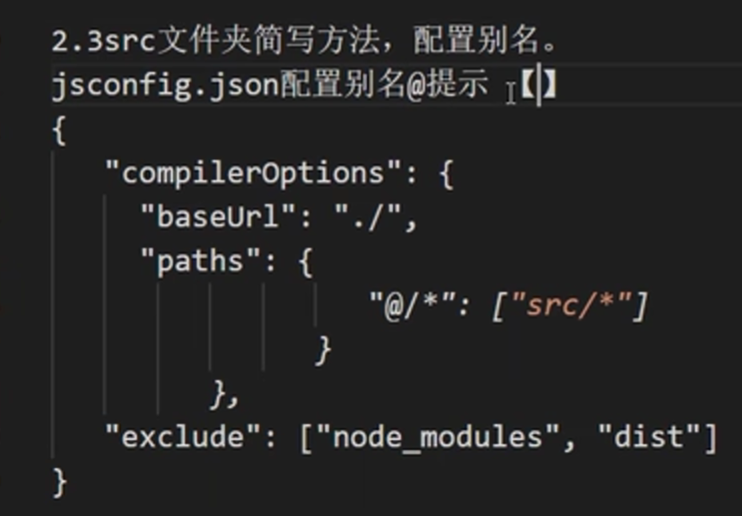 2.3src文件夹简写方法，配置别名。
jsconfig.json配置别名@提示 【】
{
"compilerOptions": {
"baseUrl": "./",
"paths": {
"@/*": ["src/*"]
}
},
"exclude": ["node_modules", "dist"]
}